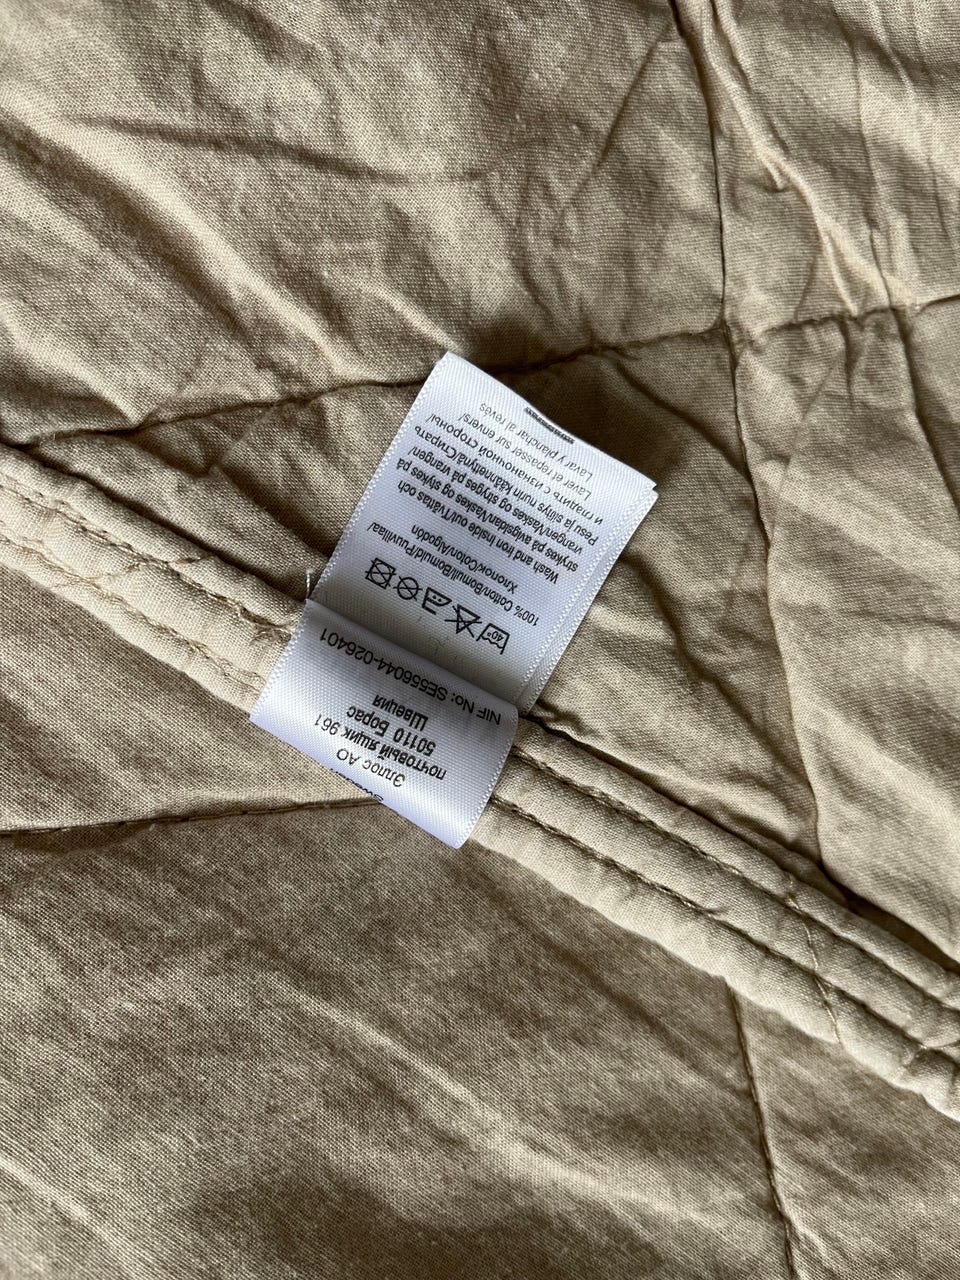 Эллос АО
почтовый ящик 961
50110 Борас
Швеция
NIF No: SE556044-026401
40°
100% Cotton/Bomull/Bomuld/Puuvillaa/
Хлопок/Coton/Algodón
Wash and Iron Inside out/Tvättas och
strykes på avigsidan/Vaskes og stykes på
vrangen/Vaskes og stryges på vrangen/
Pesu ja silitys nurin käännettynä/Стирать
и гладить с изнаночной стороны/
Laver et repasser sur envers/
Lavar y planchar al revés